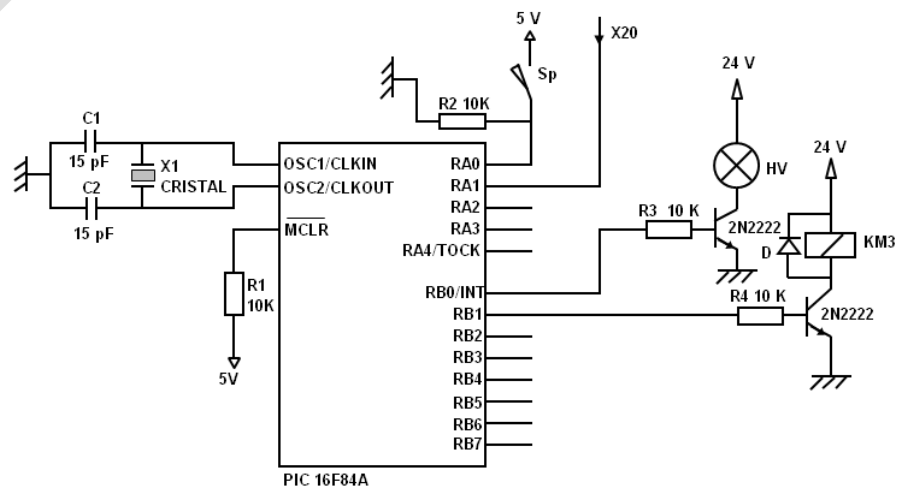 5 V
X20
Sp
24 V
R2 10K
C1
15 pF
X1
CRISTAL
C2
15 pF
OSC1/CLKIN
OSC2/CLKOUT
MCLR
RA0
RA1
RA2
RA3
RA4/TOCK
RB0/INT
RB1
RB2
RB3
RB4
RB5
RB6
RB7
HV
24 V
R3 10 K
2N2222
D
KM3
R1
10K
R4 10 K
2N2222
5V
PIC 16F84A